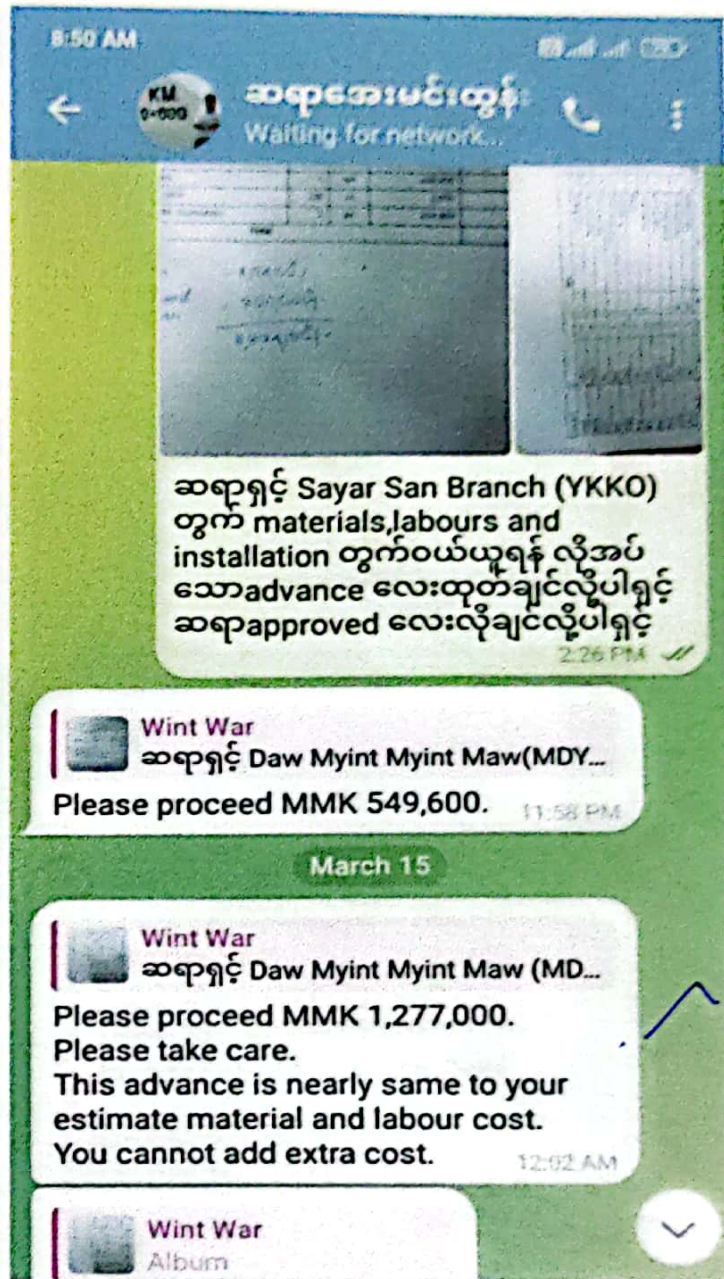 8:50 AM
KM
0+000
ဆရာအေးမင်းထွန်း
Waiting for network...
ဆရာရှင့် Sayar San Branch (YKKO)
တွက် materials,labours and
installation တွက်ဝယ်ယူရန် လိုအပ်
သောadvance လေးထုတ်ချင်လို့ပါရှင့်
ဆရာapproved လေးလိုချင်လို့ပါရှင့်
2:26 PM
Wint War
ဆရာရှင့် Daw Myint Myint Maw(MDY...
Please proceed MMK 549,600.
11:58 PM
March 15
Wint War
ဆရာရှင့် Daw Myint Myint Maw (MD...
Please proceed MMK 1,277,000.
Please take care.
This advance is nearly same to your
estimate material and labour cost.
You cannot add extra cost.
12:02 AM
Wint War
Album